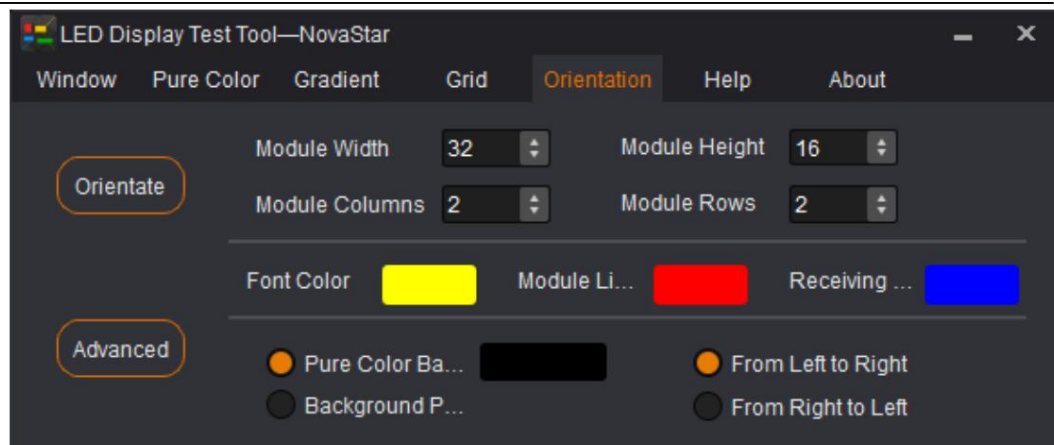 LED Display Test Tool—NovaStar
Window Pure Color Gradient Grid Orientation Help About
Module Width 32 Module Height 16
Orientate
Module Columns 2 Module Rows 2
Font Color Module Li... Receiving ...
Advanced
Pure Color Ba... From Left to Right
Background P... From Right to Left